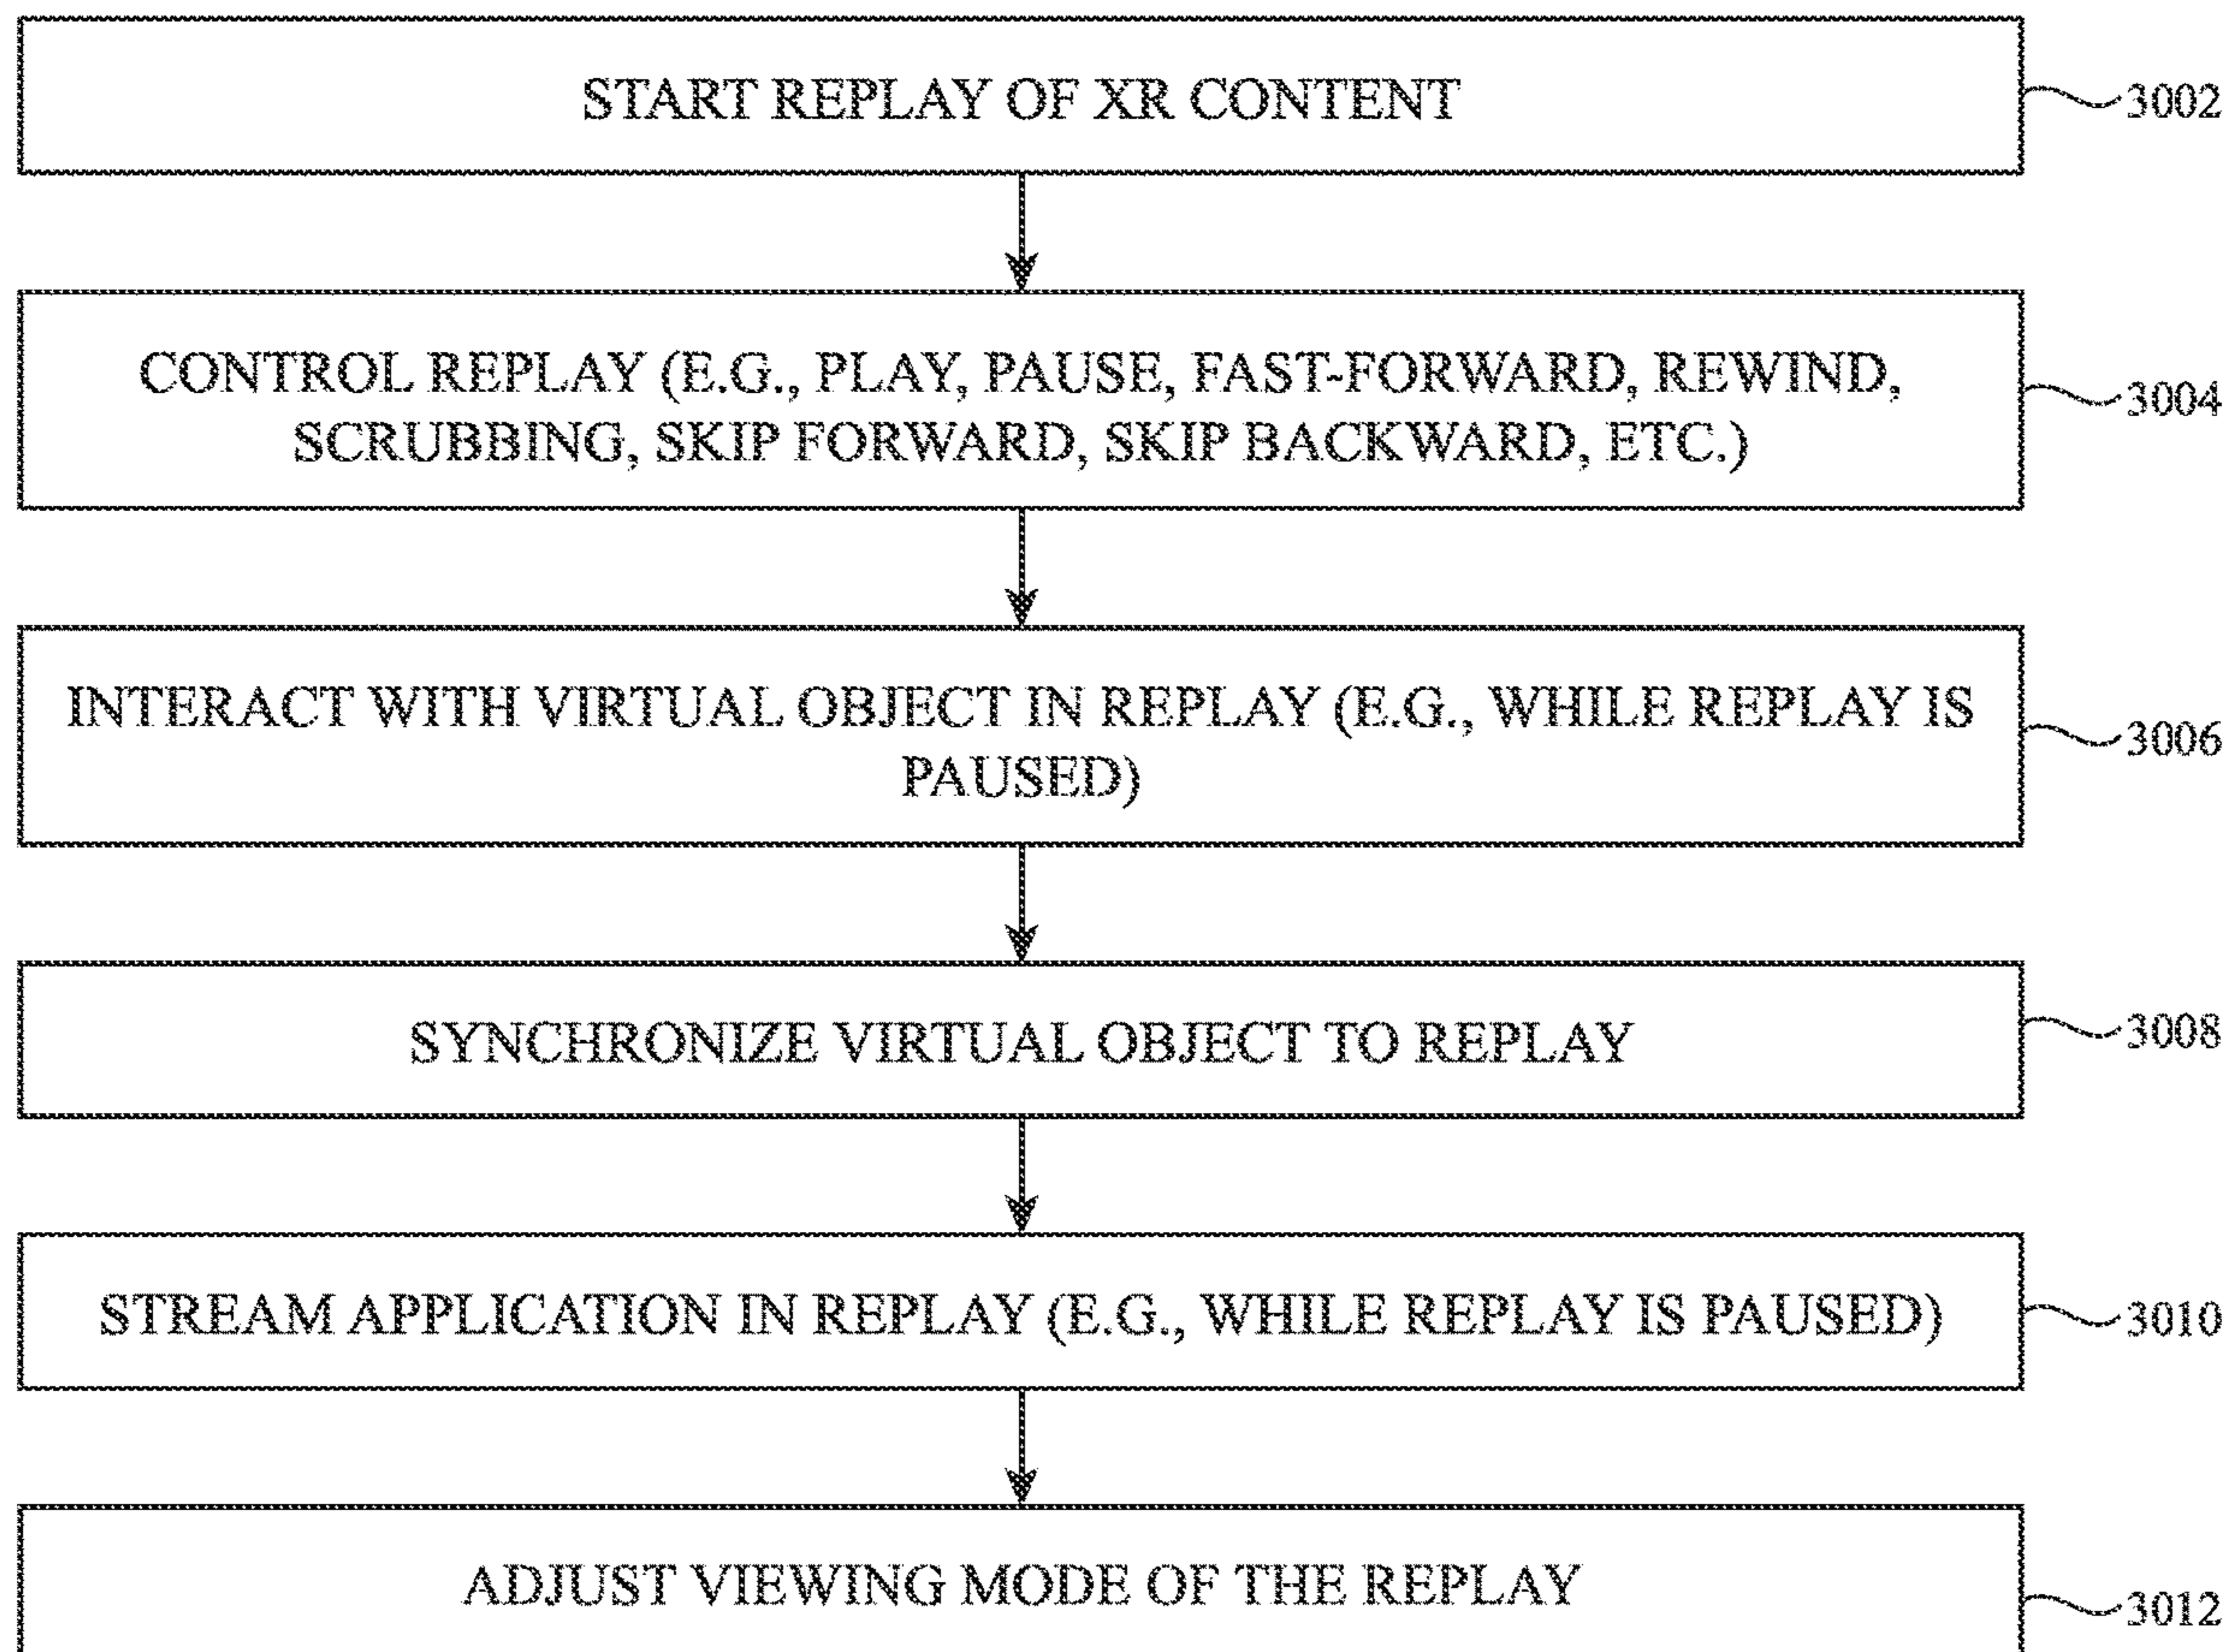 START REPLAY OF XR CONTENT
3002
CONTROL REPLAY (E.G., PLAY, PAUSE, FAST-FORWARD, REWIND,
SCRUBBING, SKIP FORWARD, SKIP BACKWARD, ETC.)
3004
INTERACT WITH VIRTUAL OBJECT IN REPLAY (E.G., WHILE REPLAY IS
PAUSED)
3006
SYNCHRONIZE VIRTUAL OBJECT TO REPLAY
3008
STREAM APPLICATION IN REPLAY (E.G., WHILE REPLAY IS PAUSED)
3010
ADJUST VIEWING MODE OF THE REPLAY
3012